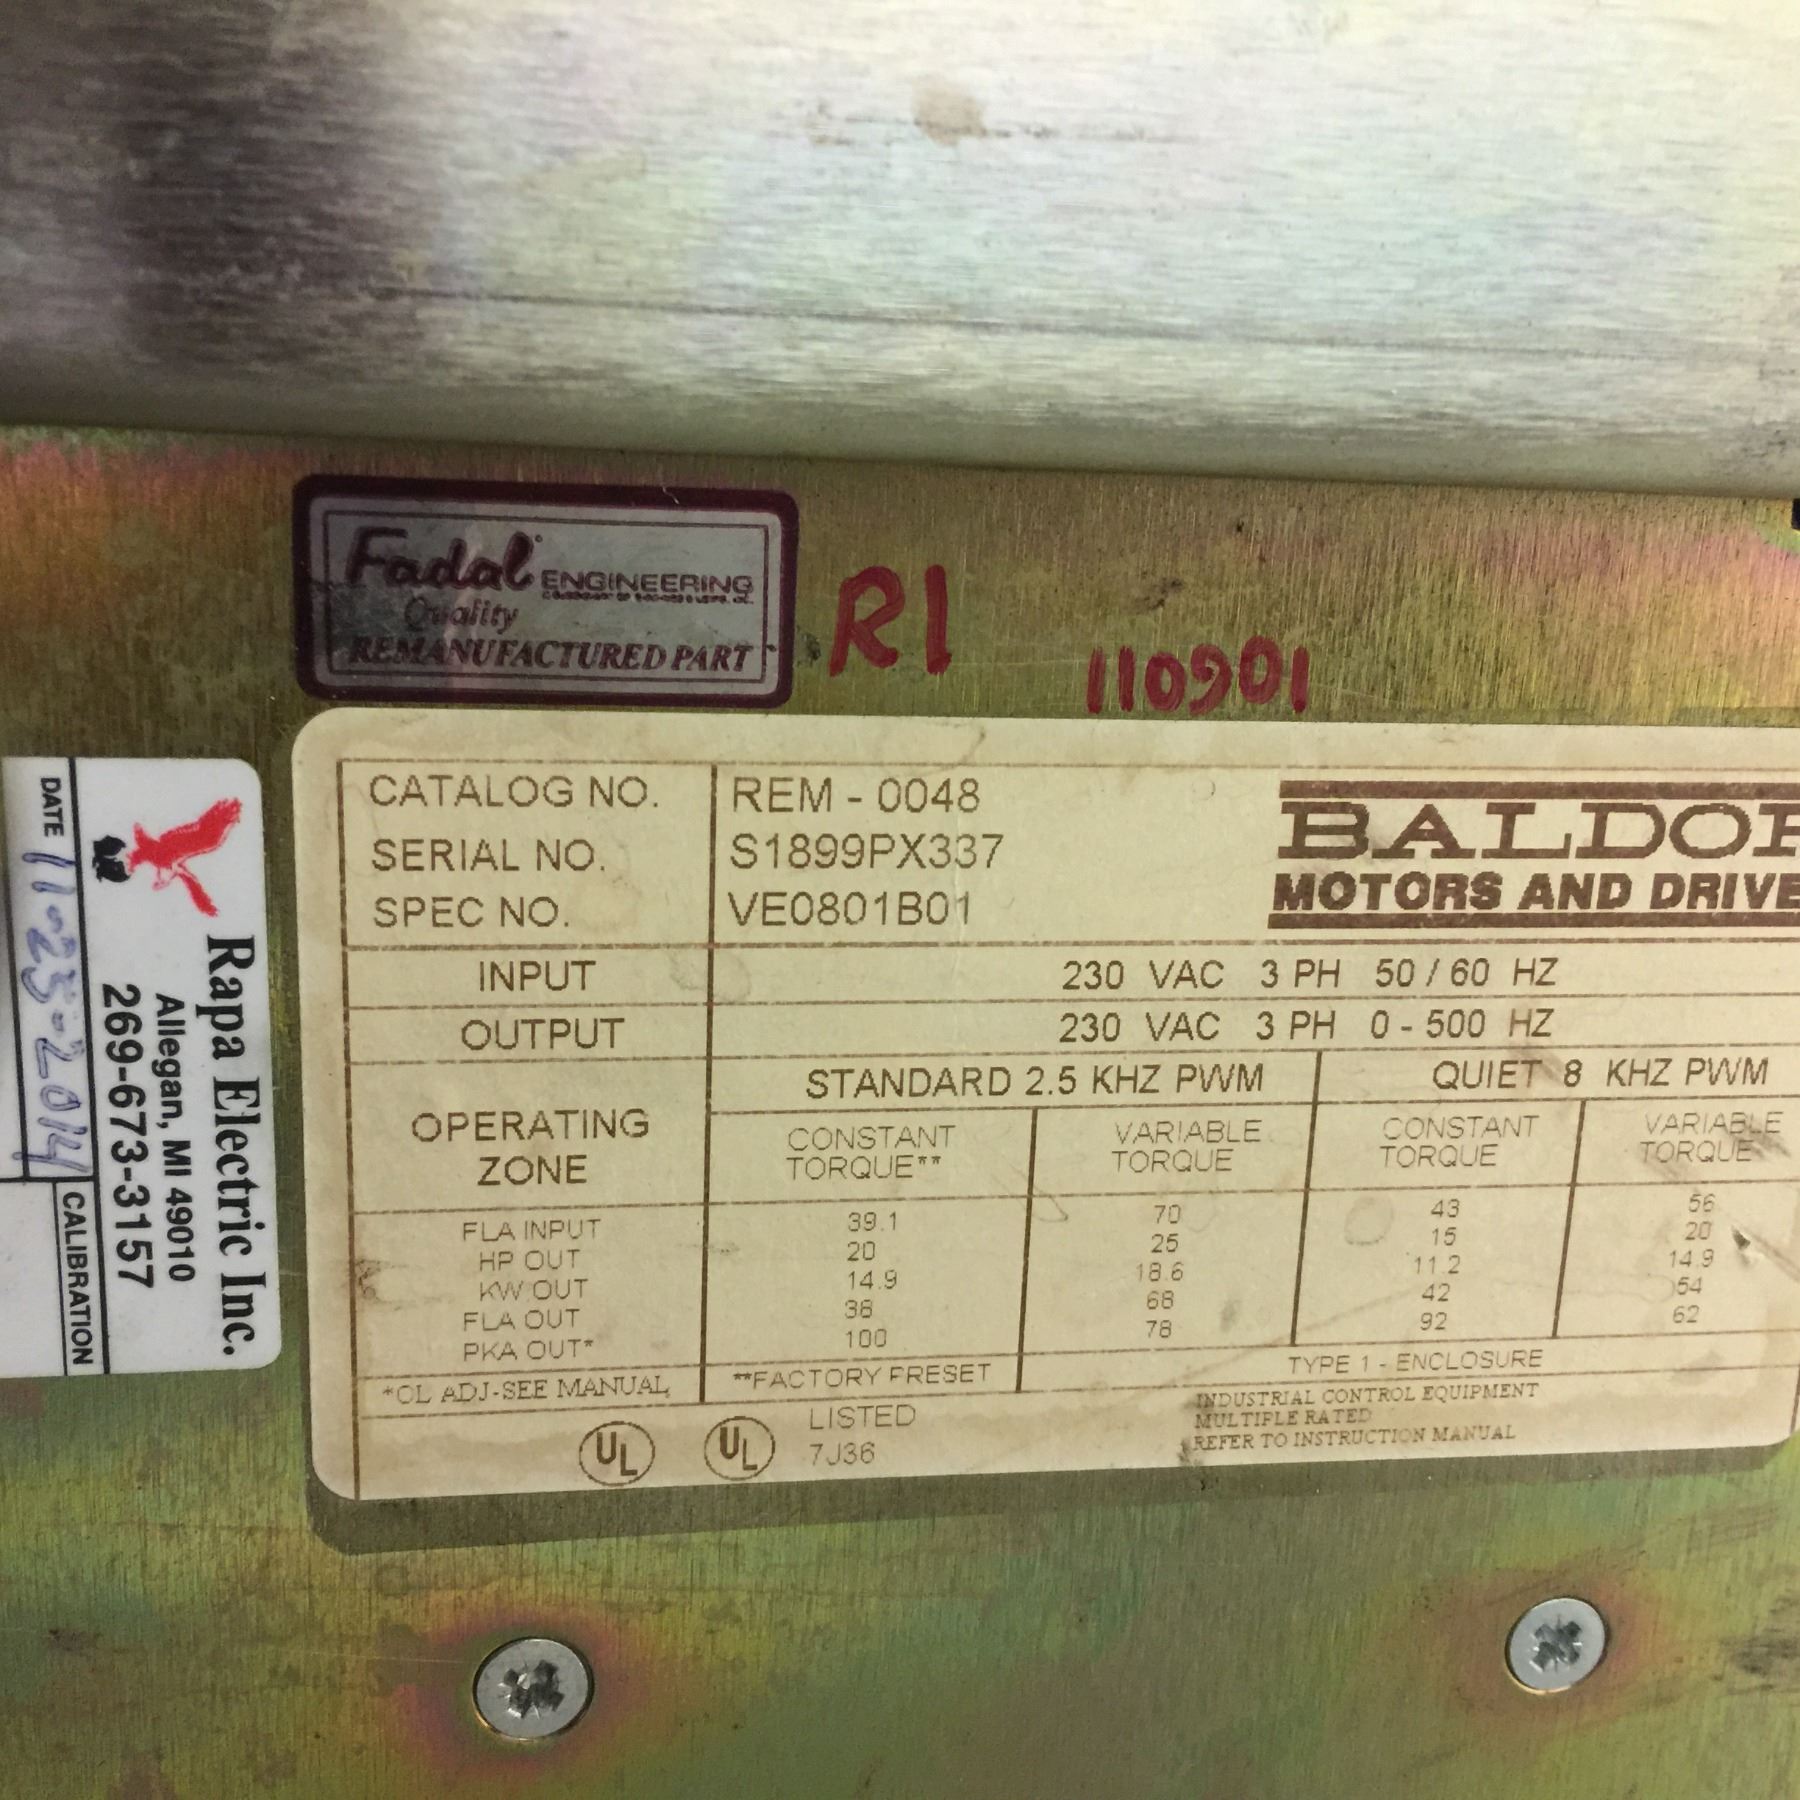 Fadal ENGINEERING
Quality
REMANUFACTURED PART
R1
110901
CATALOG NO. REM - 0048
SERIAL NO. S1899PX337
SPEC NO. VE0801B01
BALDOR
MOTORS AND DRIVE
INPUT 230 VAC 3 PH 50 / 60 HZ
OUTPUT 230 VAC 3 PH 0 - 500 HZ
OPERATING ZONE
STANDARD 2.5 KHZ PWM QUIET 8 KHZ PWM
CONSTANT TORQUE** VARIABLE TORQUE CONSTANT TORQUE VARIABLE TORQUE
FLA INPUT 39.1 70 43 56
HP OUT 20 25 15 20
KW OUT 14.9 18.6 11.2 14.9
FLA OUT 38 68 42 54
PKA OUT* 100 78 92 62
*OL ADJ-SEE MANUAL **FACTORY PRESET TYPE 1 - ENCLOSURE
UL UL LISTED
7J36
INDUSTRIAL CONTROL EQUIPMENT
MULTIPLE RATED
REFER TO INSTRUCTION MANUAL
Rapa Electric Inc.
Allegan, MI 49010
269-673-3157
DATE 11-23-2014 CALIBRATION